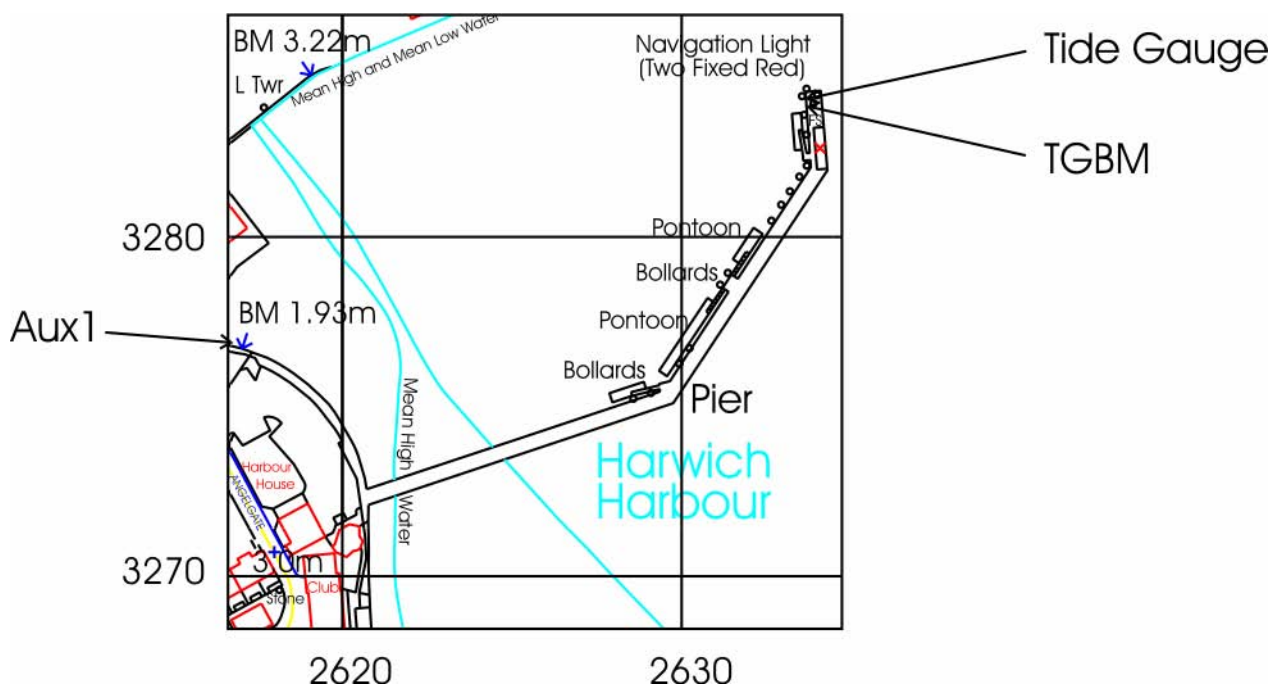 BM 3.22m
L Twr
Mean High and Mean Low Water
Navigation Light
(Two Fixed Red)
Tide Gauge
TGBM
3280
Pontoon
Bollards
BM 1.93m
Aux1
Pontoon
Bollards
Pier
Mean High Water
Harwich
Harbour
Harbour
House
ANGELGATE
3270
3.0m
Club
Stone
2620
2630